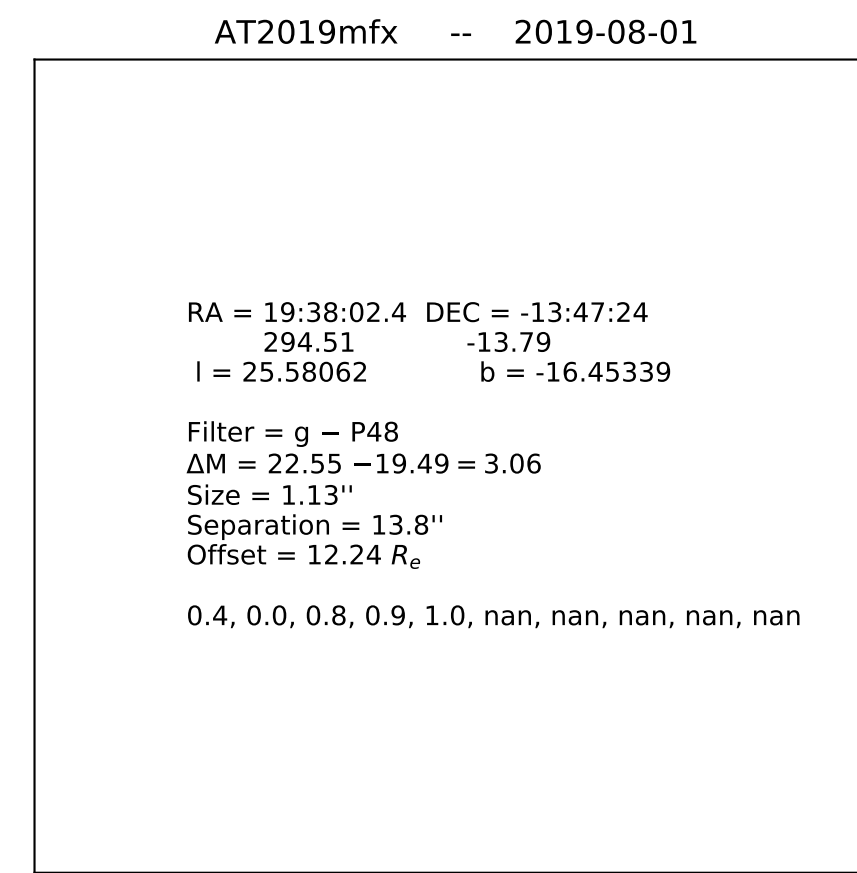 AT2019mfx -- 2019-08-01
RA = 19:38:02.4 DEC = -13:47:24
294.51 -13.79
l = 25.58062 b = -16.45339
Filter = g − P48
ΔM = 22.55 −19.49 = 3.06
Size = 1.13''
Separation = 13.8''
Offset = 12.24 Rₑ
0.4, 0.0, 0.8, 0.9, 1.0, nan, nan, nan, nan, nan